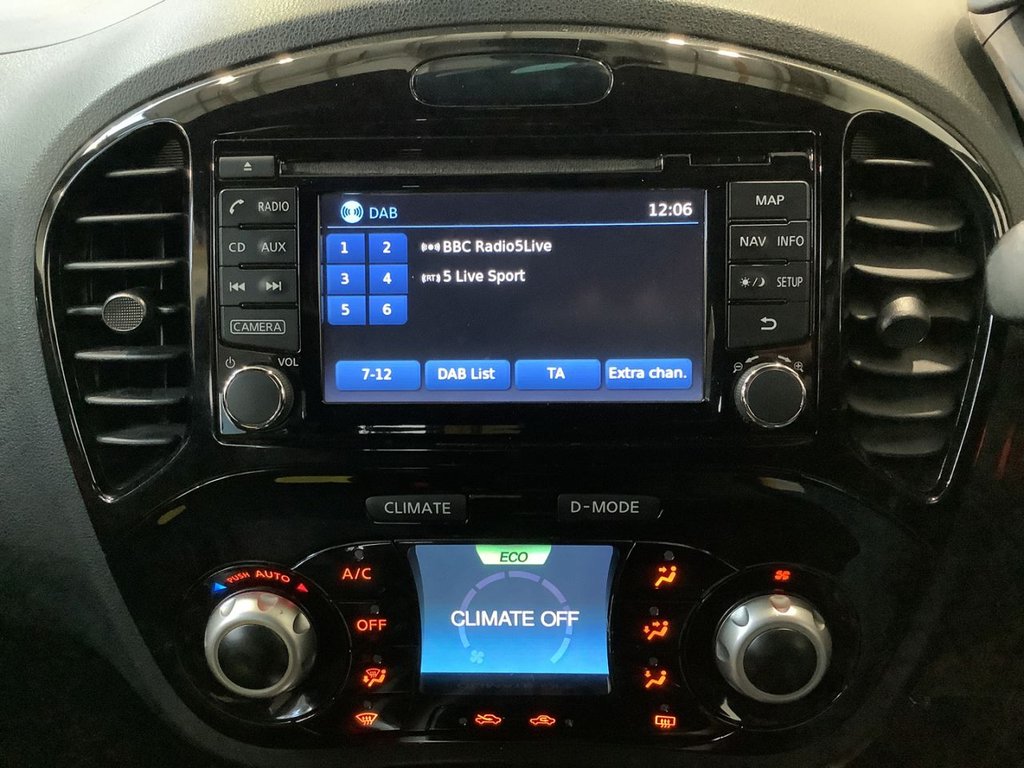 DAB 12:06
1 2
3 4
5 6
BBC Radio5Live
RT 5 Live Sport
7-12 DAB List TA Extra chan.
RADIO
CD AUX
CAMERA
VOL
MAP
NAV INFO
SETUP
CLIMATE D-MODE
ECO
CLIMATE OFF
PUSH AUTO
A/C
OFF